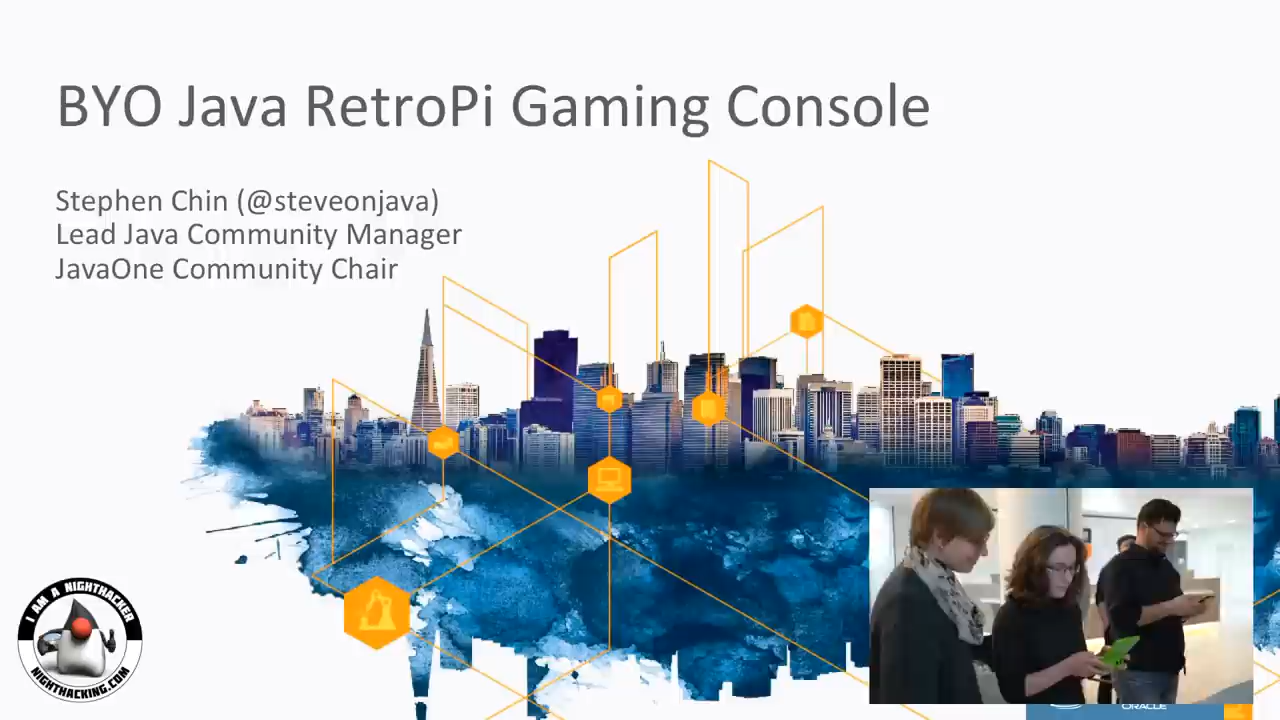 BYO Java RetroPi Gaming Console
Stephen Chin (@steveonjava)
Lead Java Community Manager
JavaOne Community Chair
I AM A NIGHTHACKER
NIGHTHACKING.COM
ORACLE